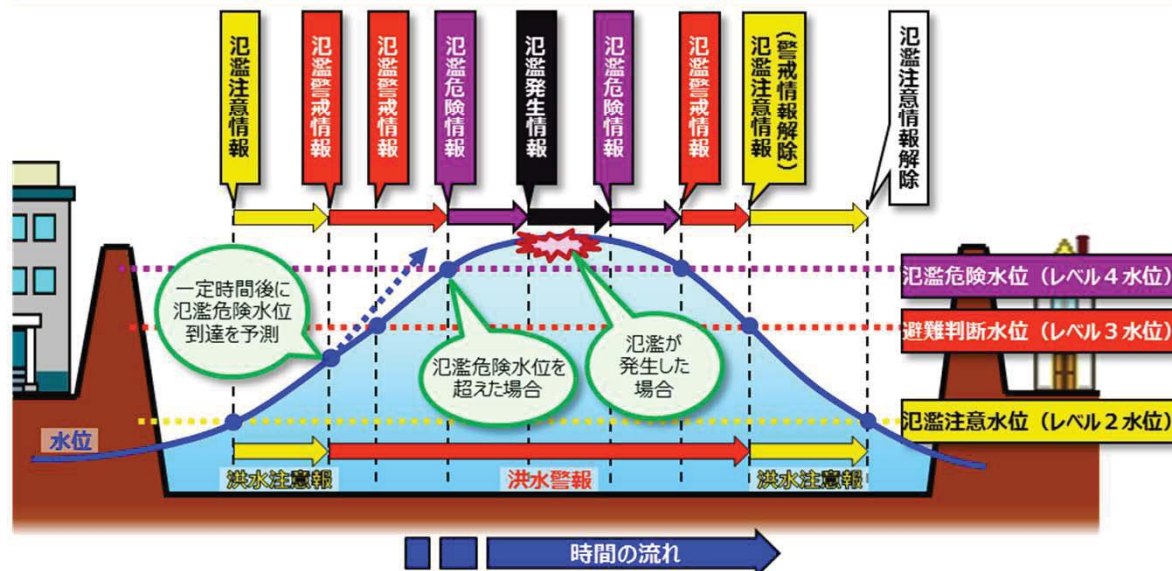 氾濫注意情報
氾濫警戒情報
氾濫警戒情報
氾濫危険情報
氾濫発生情報
氾濫危険情報
氾濫警戒情報
氾濫注意情報
(警戒情報解除)
氾濫注意情報解除
一定時間後に
氾濫危険水位
到達を予測
氾濫危険水位を
超えた場合
氾濫が
発生した
場合
氾濫危険水位(レベル4水位)
避難判断水位(レベル3水位)
氾濫注意水位(レベル2水位)
水位
洪水注意報
洪水警報
洪水注意報
時間の流れ